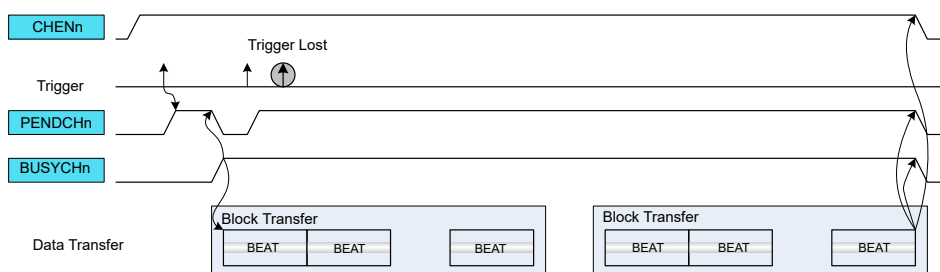 CHENn
Trigger Lost
Trigger
PENDCHn
BUSYCHn
Data Transfer
Block Transfer
BEAT BEAT BEAT
Block Transfer
BEAT BEAT BEAT